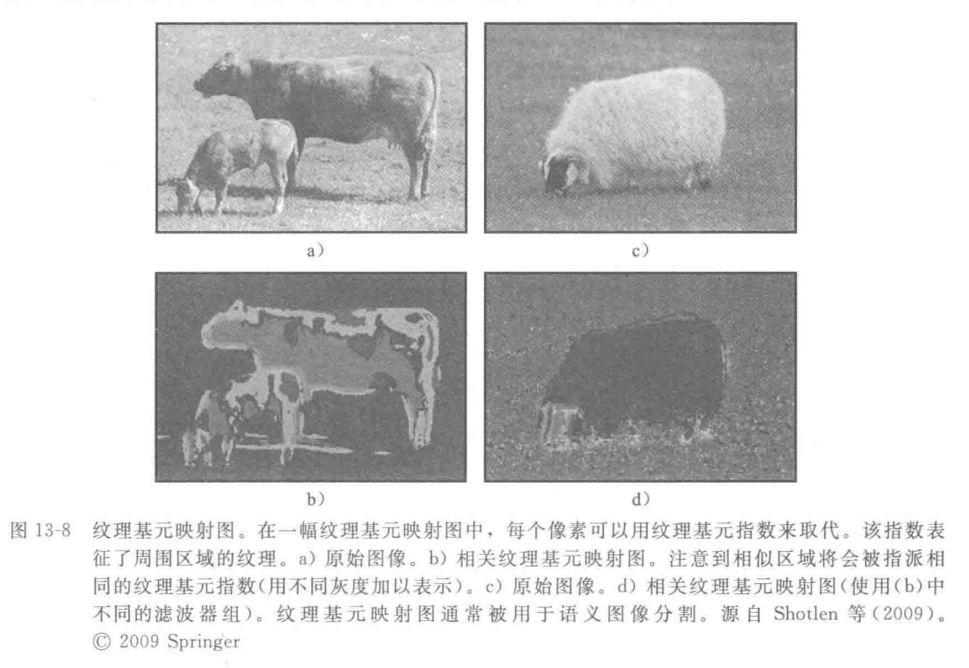 a）
c）
b）
d）
图 13-8 纹理基元映射图。在一幅纹理基元映射图中，每个像素可以用纹理基元指数来取代。该指数表
征了周围区域的纹理。a）原始图像。b）相关纹理基元映射图。注意到相似区域将会被指派相
同的纹理基元指数(用不同灰度加以表示)。c）原始图像。d）相关纹理基元映射图(使用(b)中
不同的滤波器组)。纹理基元映射图通常被用于语义图像分割。源自 Shotlen 等(2009)。
© 2009 Springer